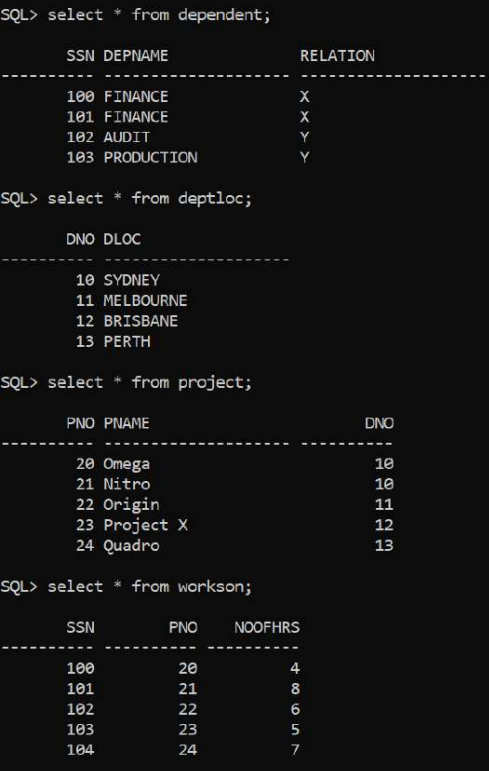 SQL> select * from dependent;
SSN DEPNAME RELATION
---------- -------------------- --------------------
100 FINANCE X
101 FINANCE X
102 AUDIT Y
103 PRODUCTION Y
SQL> select * from deptloc;
DNO DLOC
---------- --------------------
10 SYDNEY
11 MELBOURNE
12 BRISBANE
13 PERTH
SQL> select * from project;
PNO PNAME DNO
---------- -------------------- ----------
20 Omega 10
21 Nitro 10
22 Origin 11
23 Project X 12
24 Quadro 13
SQL> select * from workson;
SSN PNO NOOFHRS
---------- ---------- ----------
100 20 4
101 21 8
102 22 6
103 23 5
104 24 7